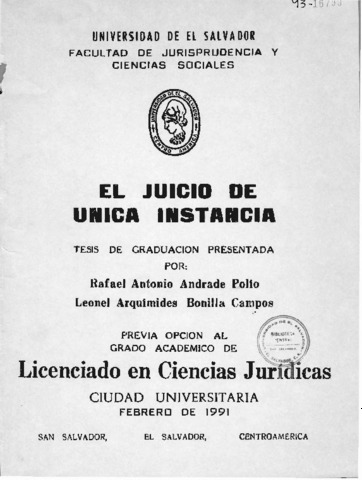 UNIVERSIDAD DE EL SALVADOR
FACULTAD DE JURISPRUDENCIA Y
CIENCIAS SOCIALES
EL JUICIO DE
UNICA INSTANCIA
TESIS DE GRADUACION PRESENTADA
POR:
Rafael Antonio Andrade Polio
Leonel Arquimides Bonilla Campos
PREVIA OPCION AL
GRADO ACADEMICO DE
Licenciado en Ciencias Jurídicas
CIUDAD UNIVERSITARIA
FEBRERO DE 1991
SAN SALVADOR, EL SALVADOR, CENTROAMERICA